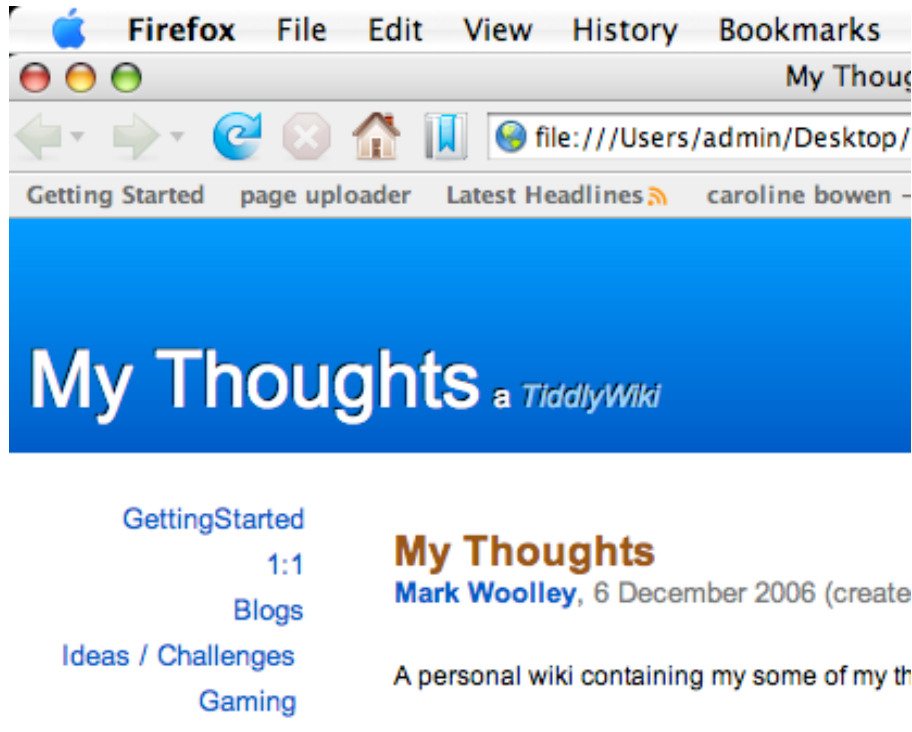 Firefox File Edit View History Bookmarks
My Thoug
file:///Users/admin/Desktop/
Getting Started page uploader Latest Headlines caroline bowen –
My Thoughts a TiddlyWiki
GettingStarted
1:1
Blogs
Ideas / Challenges
Gaming
My Thoughts
Mark Woolley, 6 December 2006 (create
A personal wiki containing my some of my th